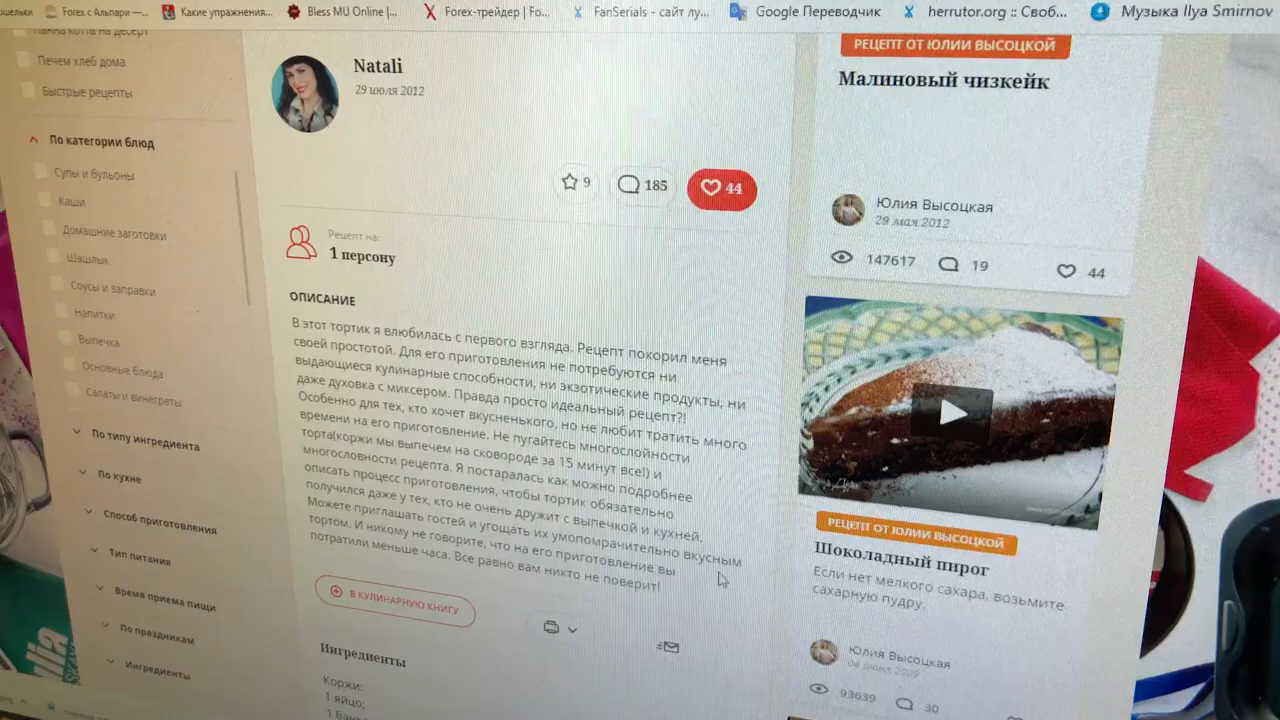 Forex с Альпари —...
Какие упражнения...
Bless MU Online |...
Forex-трейдер | Fo...
FanSerials - сайт лу...
Google Переводчик
herrutor.org :: Своб...
Музыка Ilya Smirnov
Печем хлеб дома
Быстрые рецепты
По категории блюд
Супы и бульоны
Каши
Домашние заготовки
Шашлык
Соусы и заправки
Напитки
Выпечка
Основные блюда
Салаты и винегреты
По типу ингредиента
По кухне
Способ приготовления
Тип питания
Время приема пищи
По праздникам
Ингредиенты
Natali
29 июля 2012
9
185
44
Рецепт на:
1 персону
ОПИСАНИЕ
В этот тортик я влюбилась с первого взгляда. Рецепт покорил меня
своей простотой. Для его приготовления не потребуются ни
выдающиеся кулинарные способности, ни экзотические продукты, ни
даже духовка с миксером. Правда просто идеальный рецепт?!
Особенно для тех, кто хочет вкусненького, но не любит тратить много
времени на его приготовление. Не пугайтесь многослойности
торта(коржи мы выпечем на сковороде за 15 минут все!) и
многословности рецепта. Я постаралась как можно подробнее
описать процесс приготовления, чтобы тортик обязательно
получился даже у тех, кто не очень дружит с выпечкой и кухней.
Можете приглашать гостей и угощать их умопомрачительно вкусным
тортом. И никому не говорите, что на его приготовление вы
потратили меньше часа. Все равно вам никто не поверит!
В КУЛИНАРНУЮ КНИГУ
Ингредиенты
Коржи:
1 яйцо;
РЕЦЕПТ ОТ ЮЛИИ ВЫСОЦКОЙ
Малиновый чизкейк
Юлия Высоцкая
29 мая 2012
147617
19
44
РЕЦЕПТ ОТ ЮЛИИ ВЫСОЦКОЙ
Шоколадный пирог
Если нет мелкого сахара, возьмите
сахарную пудру.
Юлия Высоцкая
04 июня 2009
93639
30